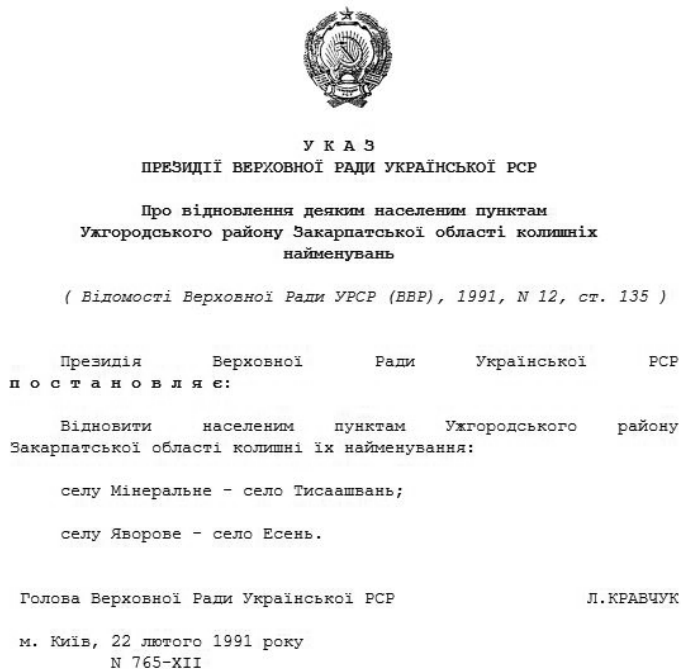 У К А З
ПРЕЗИДІЇ ВЕРХОВНОЇ РАДИ УКРАЇНСЬКОЇ РСР
Про відновлення деяким населеним пунктам
Ужгородського району Закарпатської області колишніх
найменувань
( Відомості Верховної Ради УРСР (ВВР), 1991, N 12, ст. 135 )
Президія Верховної Ради Української РСР
п о с т а н о в л я є:
Відновити населеним пунктам Ужгородського району
Закарпатської області колишні їх найменування:
селу Мінеральне - село Тисаашвань;
селу Яворове - село Есень.
Голова Верховної Ради Української РСР Л.КРАВЧУК
м. Київ, 22 лютого 1991 року
N 765-XII